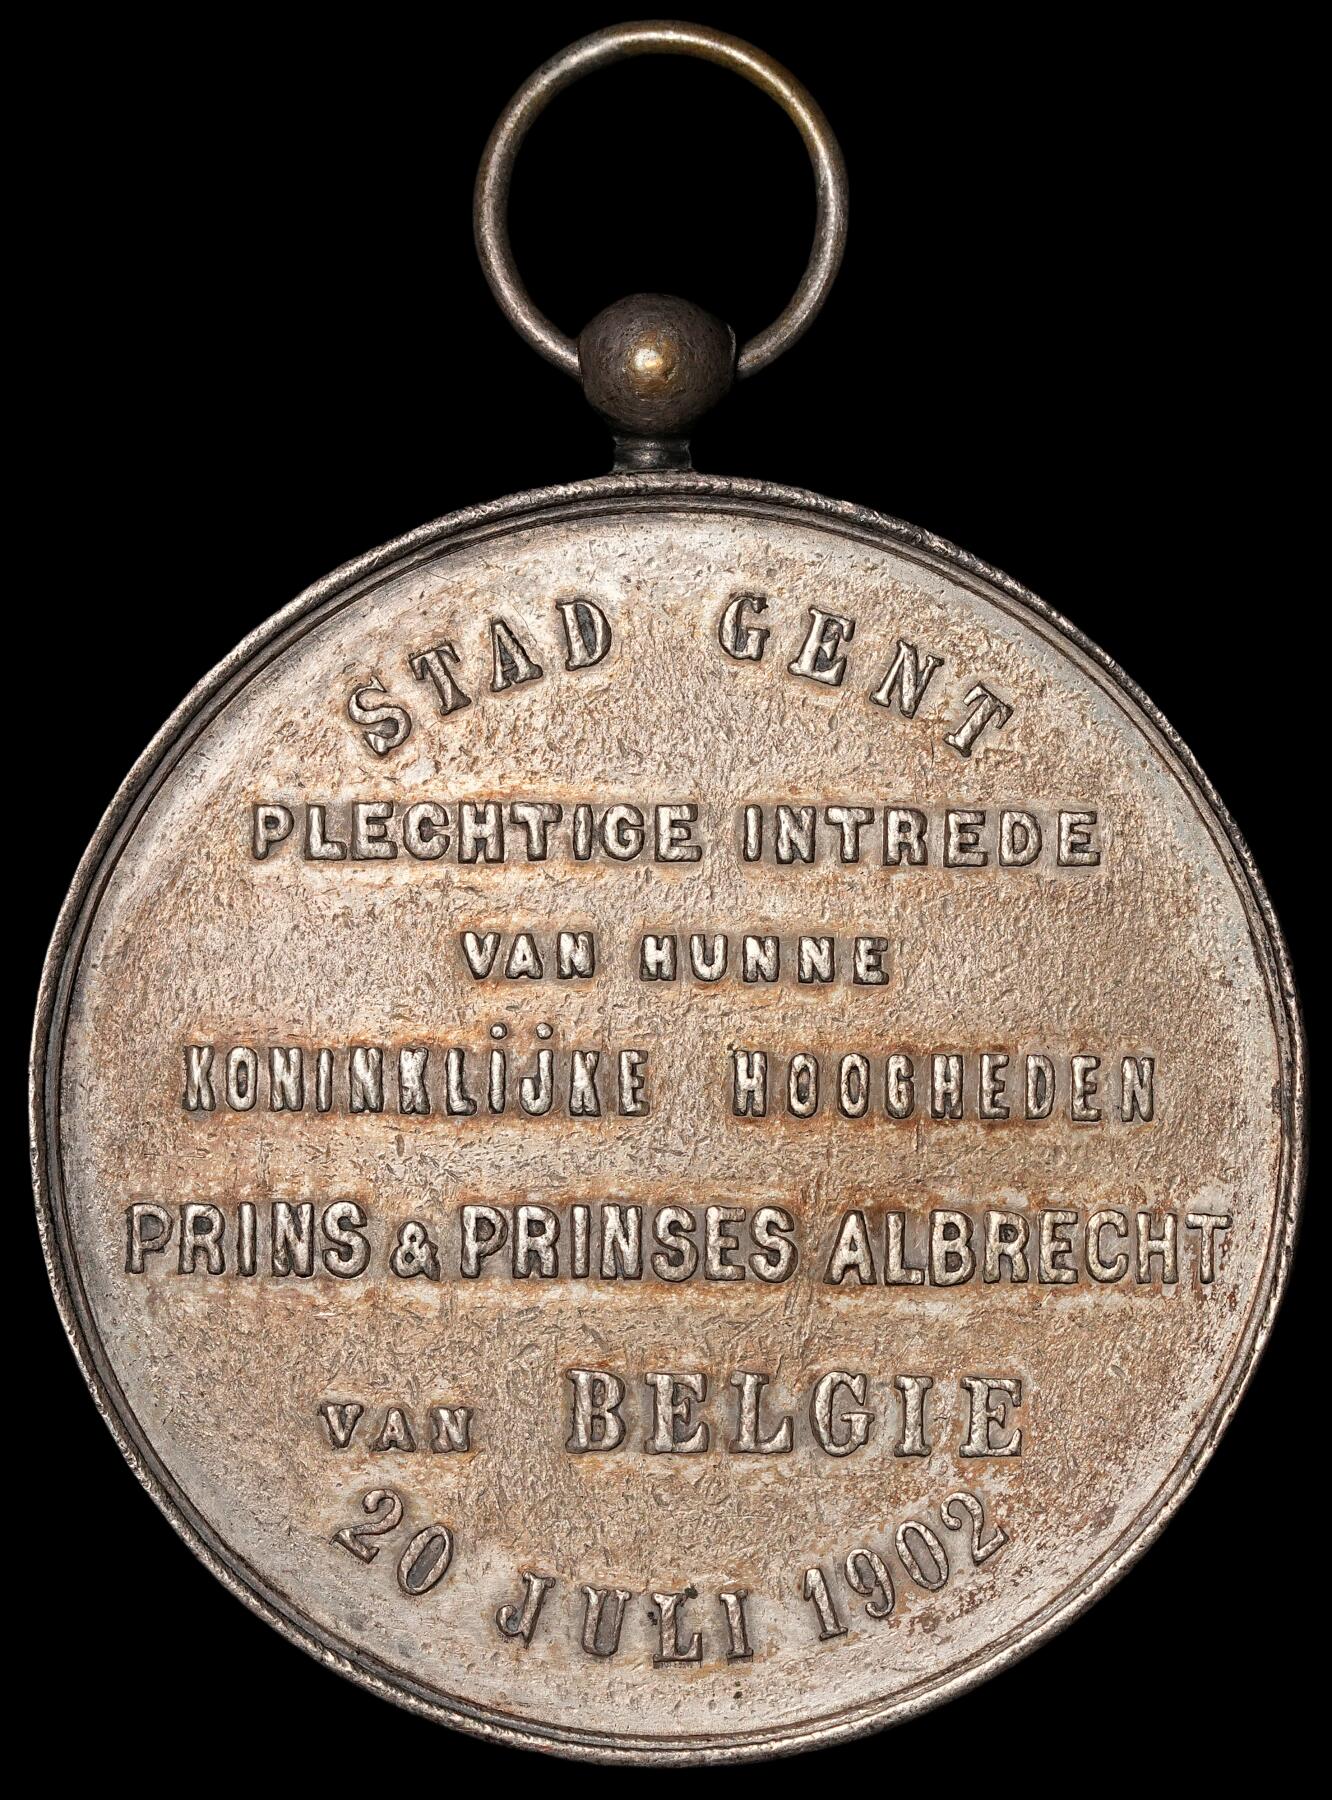 STAD GENT
PLECHTIGE INTREDE
VAN HUNNE
KONINKLijKE HOOGHEDEN
PRINS & PRINSES ALBRECHT
VAN BELGIE
20 JULI 1902